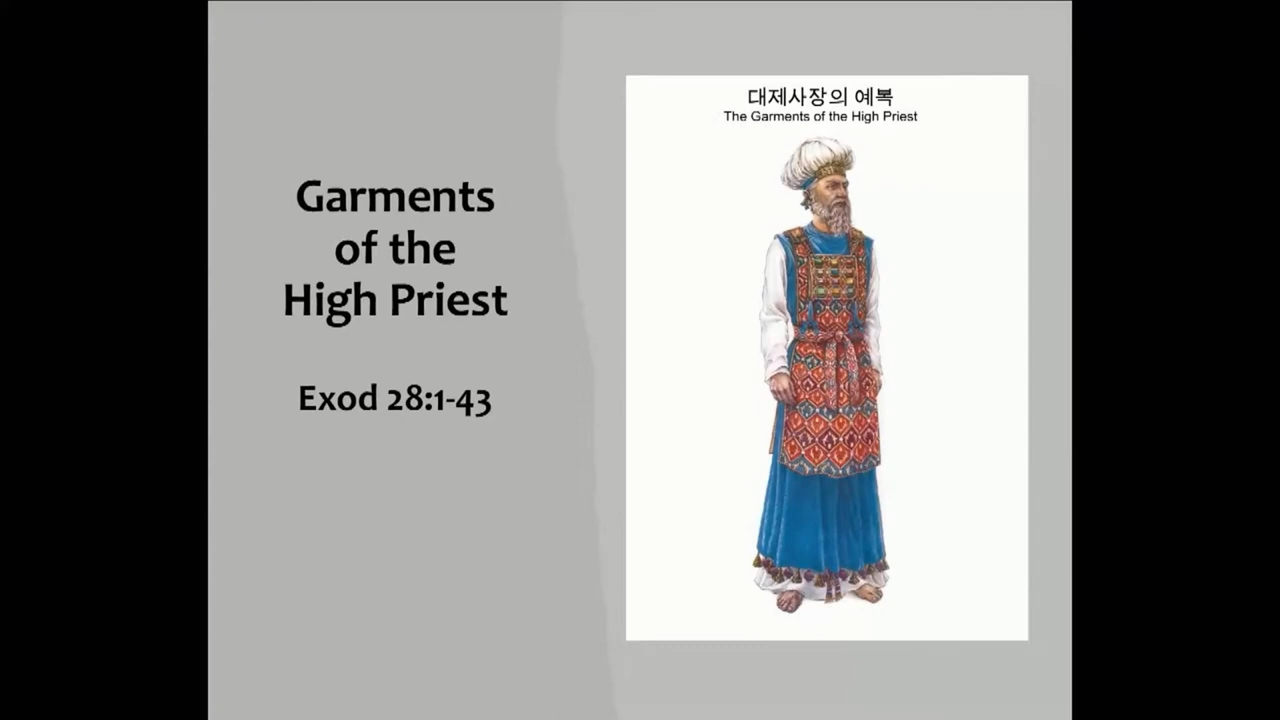 Garments
of the
High Priest
Exod 28:1-43
대제사장의 예복
The Garments of the High Priest